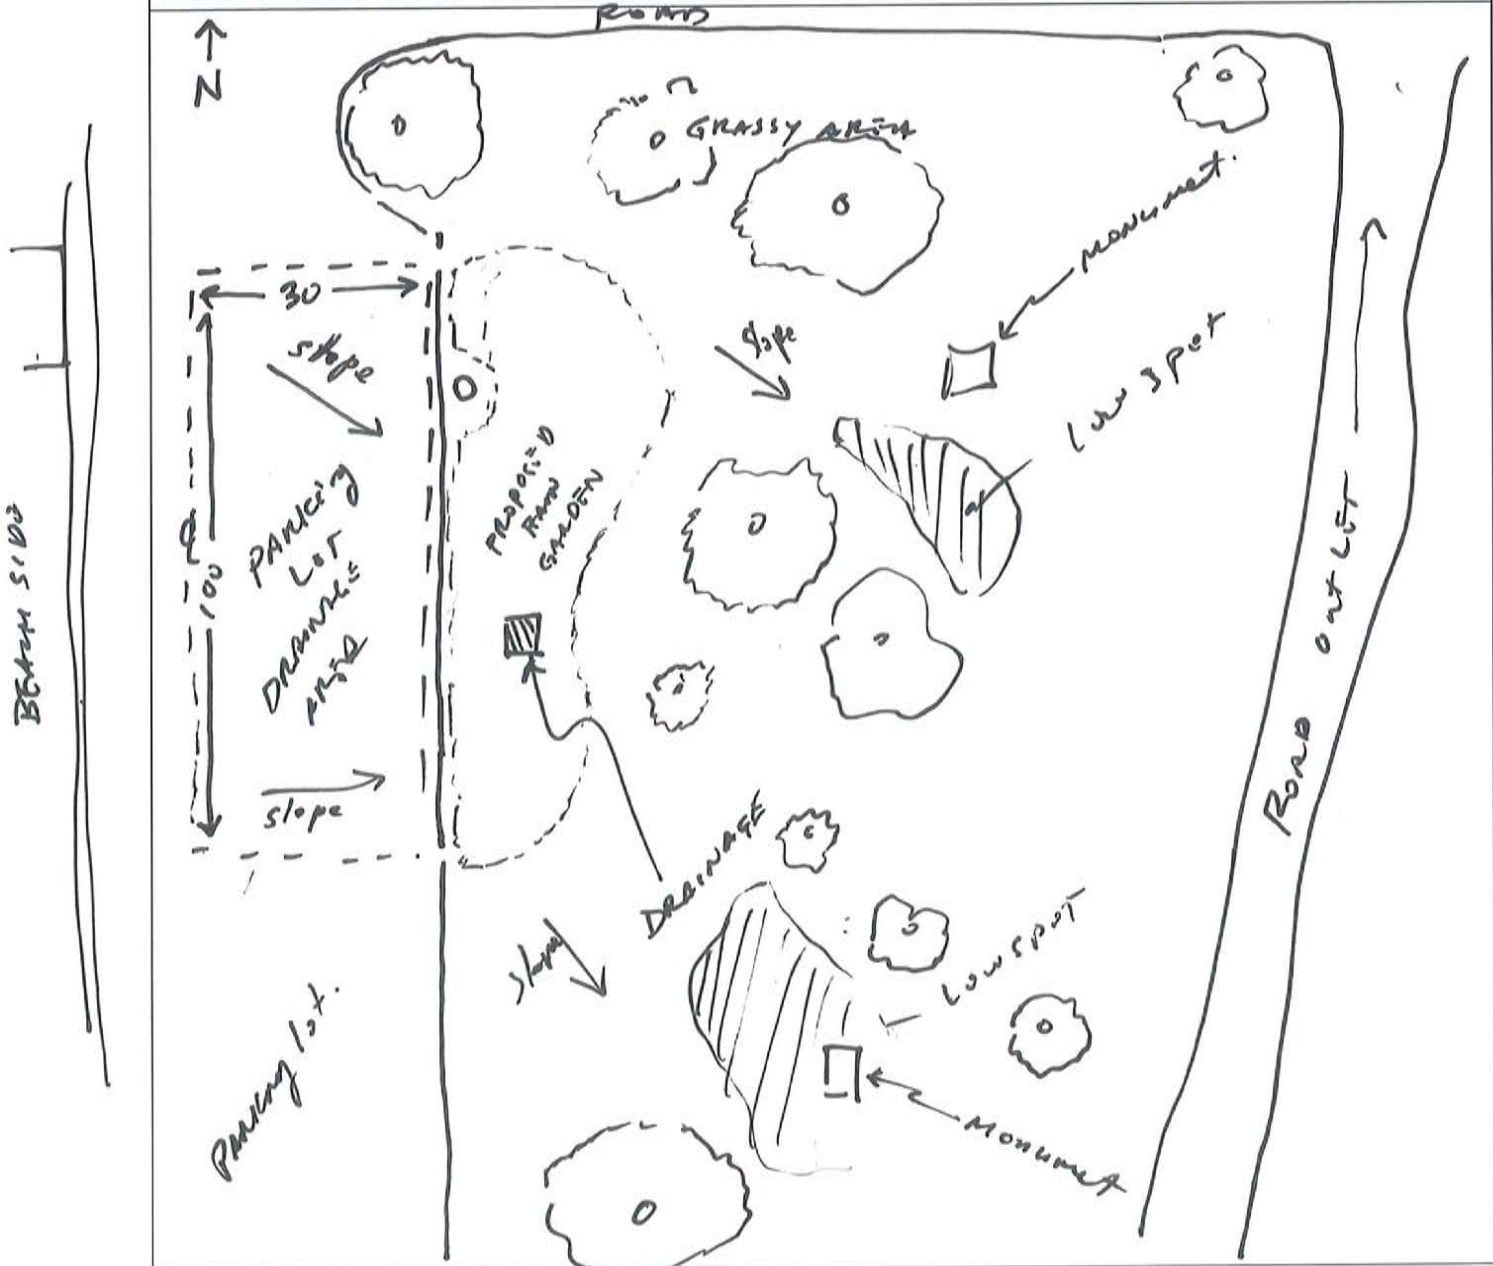 ROAD
N
GRASSY AREA
monument.
30
slope
slope
Low spot
PROPOSED
RAIN
GARDEN
PARKING
LOT
DRAINAGE
AREA
100
BEACH SIDE
ROAD OUTLET
slope
DRAINAGE
slope
Low spot
PARKING lot.
Monument